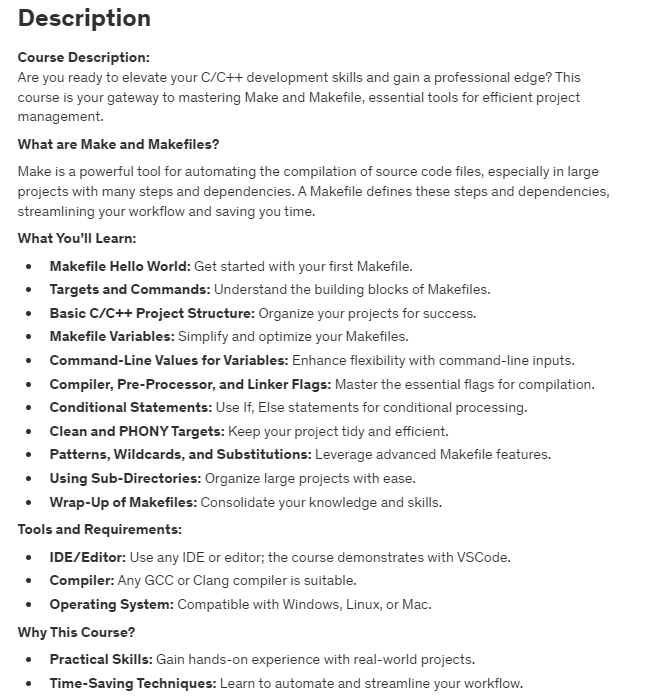 Description
Course Description:
Are you ready to elevate your C/C++ development skills and gain a professional edge? This
course is your gateway to mastering Make and Makefile, essential tools for efficient project
management.
What are Make and Makefiles?
Make is a powerful tool for automating the compilation of source code files, especially in large
projects with many steps and dependencies. A Makefile defines these steps and dependencies,
streamlining your workflow and saving you time.
What You'll Learn:
• Makefile Hello World: Get started with your first Makefile.
• Targets and Commands: Understand the building blocks of Makefiles.
• Basic C/C++ Project Structure: Organize your projects for success.
• Makefile Variables: Simplify and optimize your Makefiles.
• Command-Line Values for Variables: Enhance flexibility with command-line inputs.
• Compiler, Pre-Processor, and Linker Flags: Master the essential flags for compilation.
• Conditional Statements: Use If, Else statements for conditional processing.
• Clean and PHONY Targets: Keep your project tidy and efficient.
• Patterns, Wildcards, and Substitutions: Leverage advanced Makefile features.
• Using Sub-Directories: Organize large projects with ease.
• Wrap-Up of Makefiles: Consolidate your knowledge and skills.
Tools and Requirements:
• IDE/Editor: Use any IDE or editor; the course demonstrates with VSCode.
• Compiler: Any GCC or Clang compiler is suitable.
• Operating System: Compatible with Windows, Linux, or Mac.
Why This Course?
• Practical Skills: Gain hands-on experience with real-world projects.
• Time-Saving Techniques: Learn to automate and streamline your workflow.